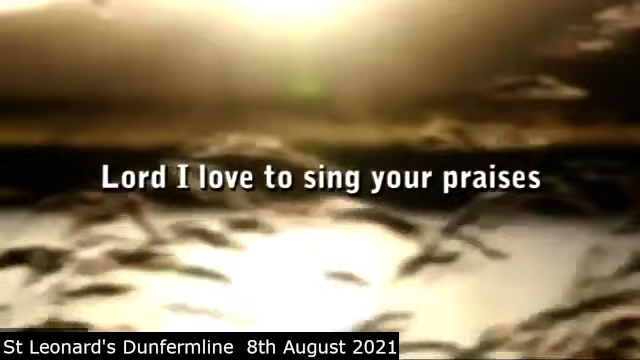 Lord I love to sing your praises
St Leonard's Dunfermline  8th August 2021